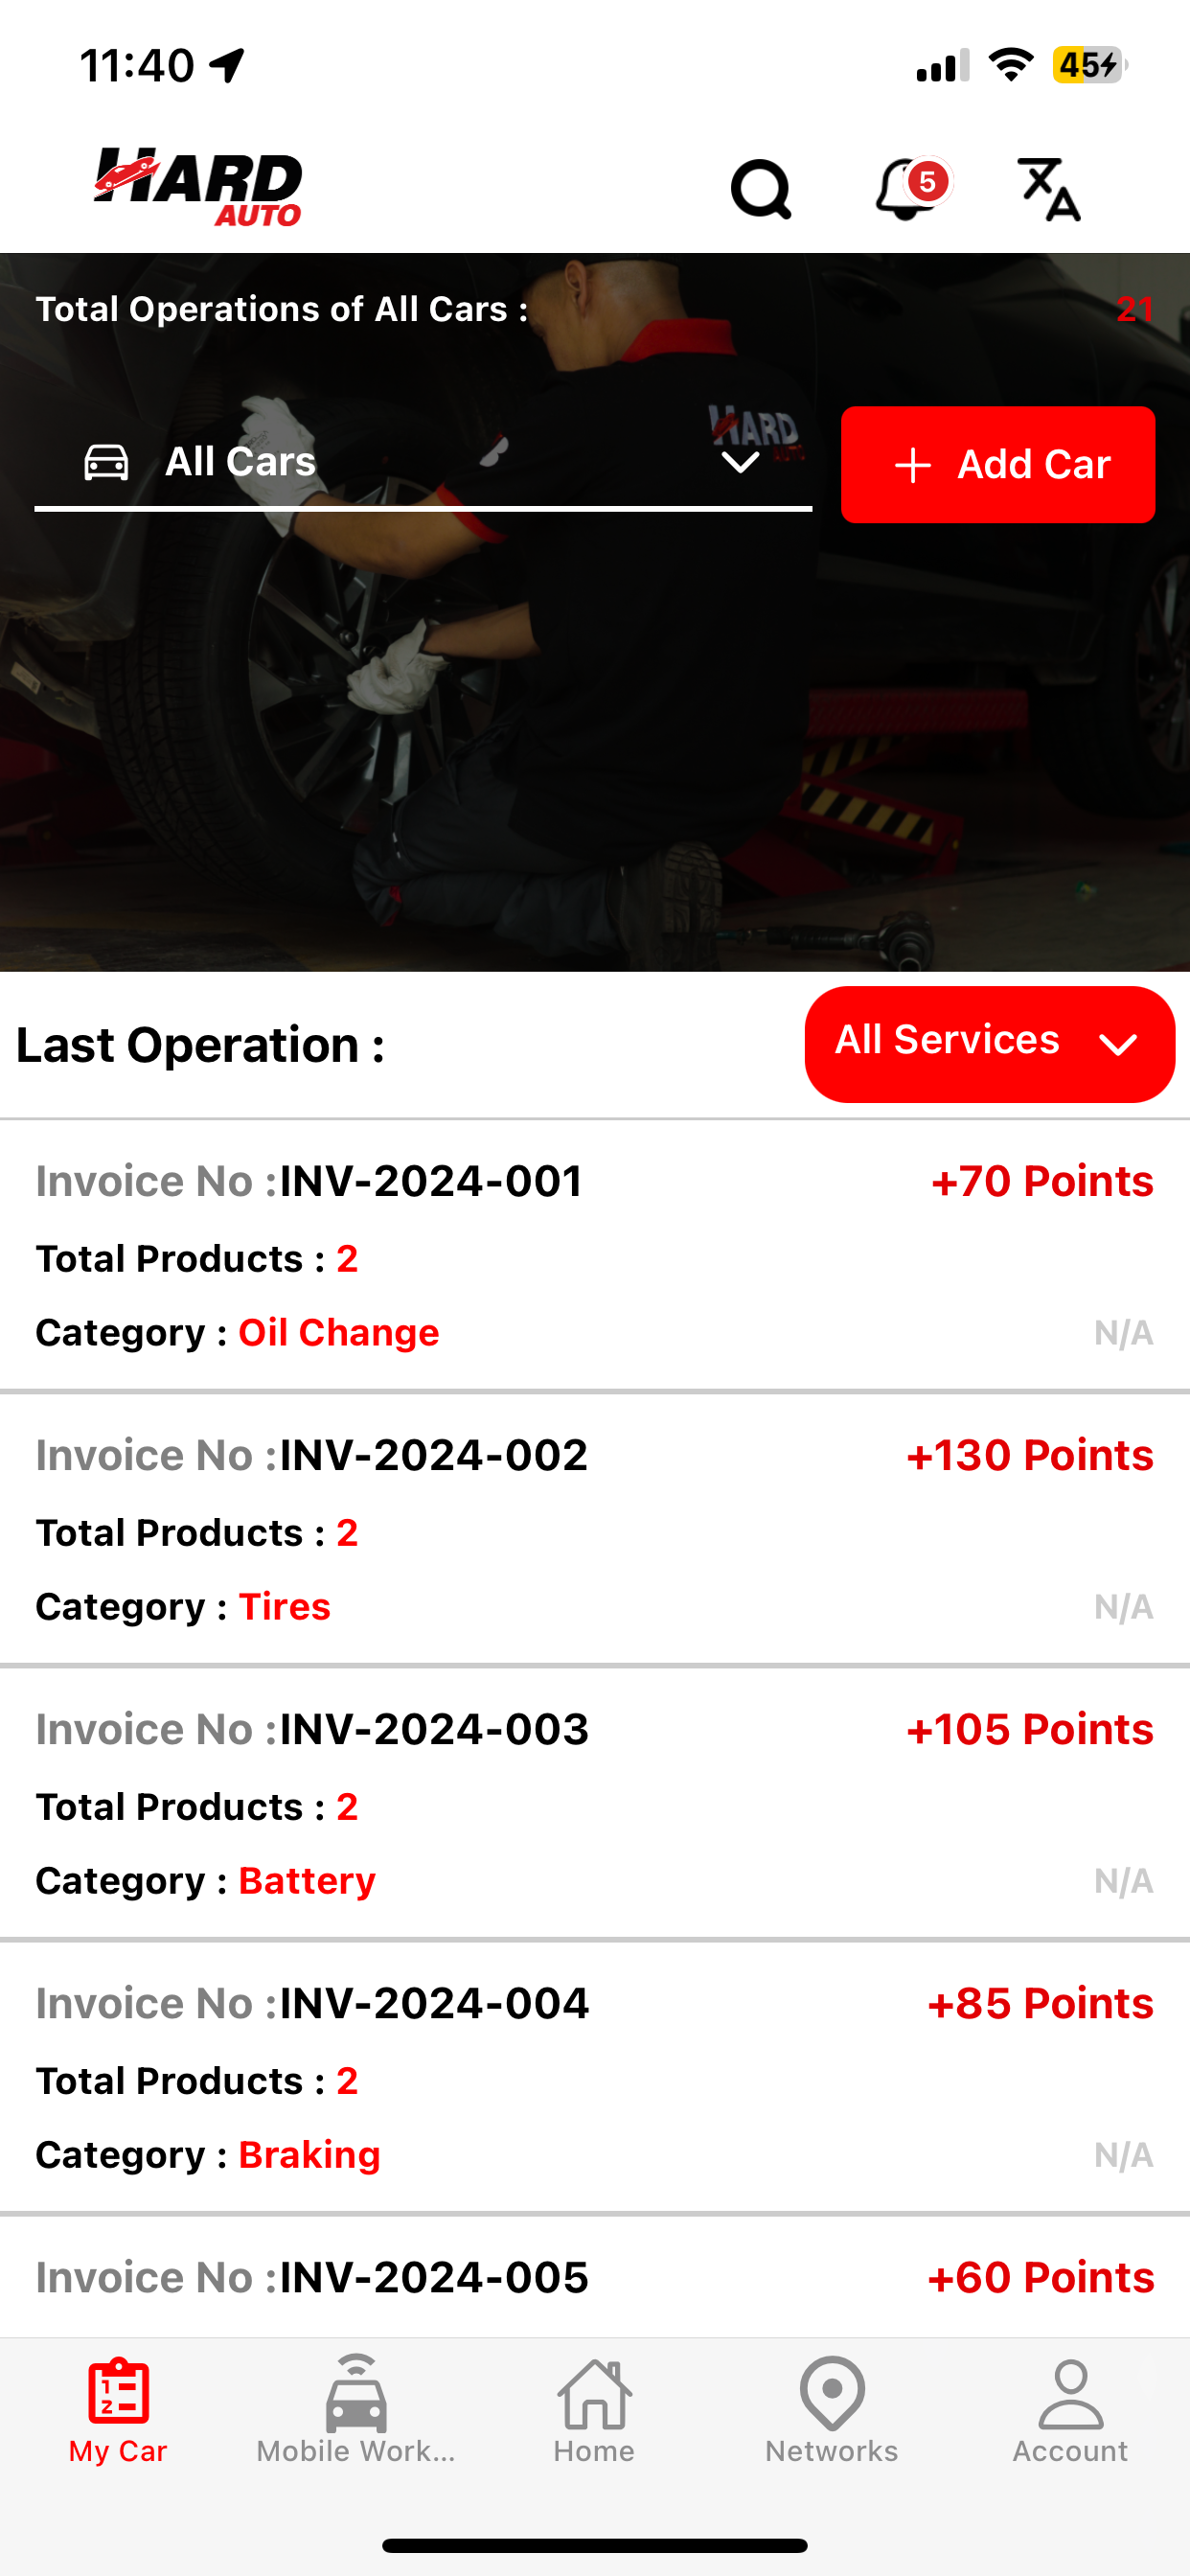 11:40
45
HARD
AUTO
5
Total Operations of All Cars : 21
HARD
All Cars
+ Add Car
Last Operation :
All Services
Invoice No :INV-2024-001 +70 Points
Total Products : 2
Category : Oil Change N/A
Invoice No :INV-2024-002 +130 Points
Total Products : 2
Category : Tires N/A
Invoice No :INV-2024-003 +105 Points
Total Products : 2
Category : Battery N/A
Invoice No :INV-2024-004 +85 Points
Total Products : 2
Category : Braking N/A
Invoice No :INV-2024-005 +60 Points
1
2
My Car
Mobile Work...
Home
Networks
Account